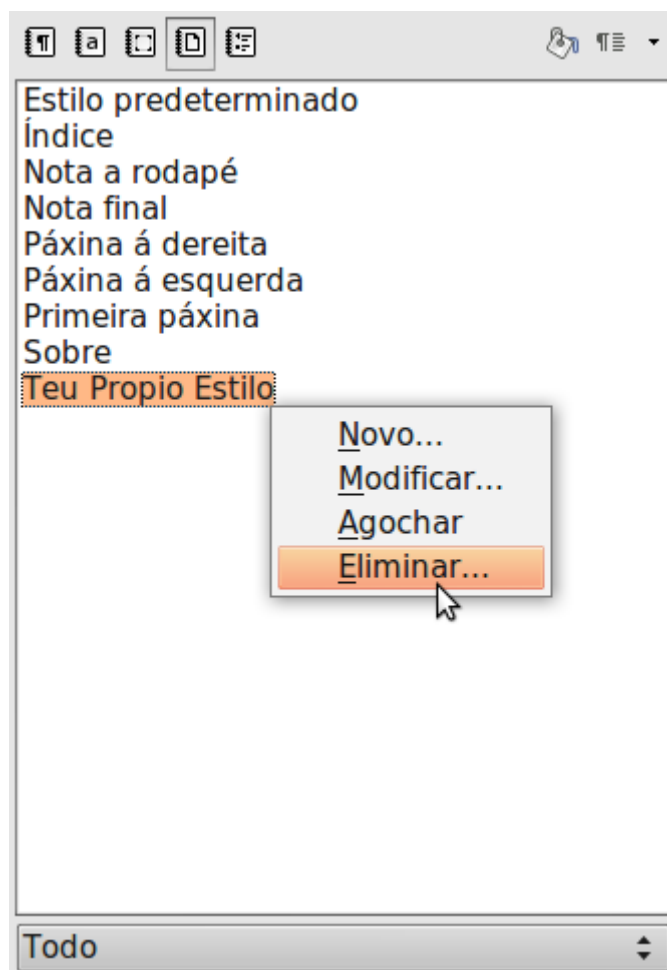 Estilo predeterminado
Índice
Nota a rodapé
Nota final
Páxina á dereita
Páxina á esquerda
Primeira páxina
Sobre
Teu Propio Estilo
Novo...
Modificar...
Agochar
Eliminar...
Todo